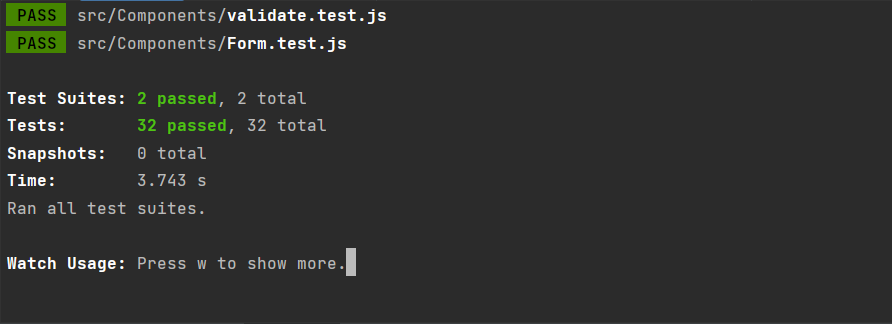 PASS src/Components/validate.test.js
PASS src/Components/Form.test.js
Test Suites: 2 passed, 2 total
Tests: 32 passed, 32 total
Snapshots: 0 total
Time: 3.743 s
Ran all test suites.
Watch Usage: Press w to show more.